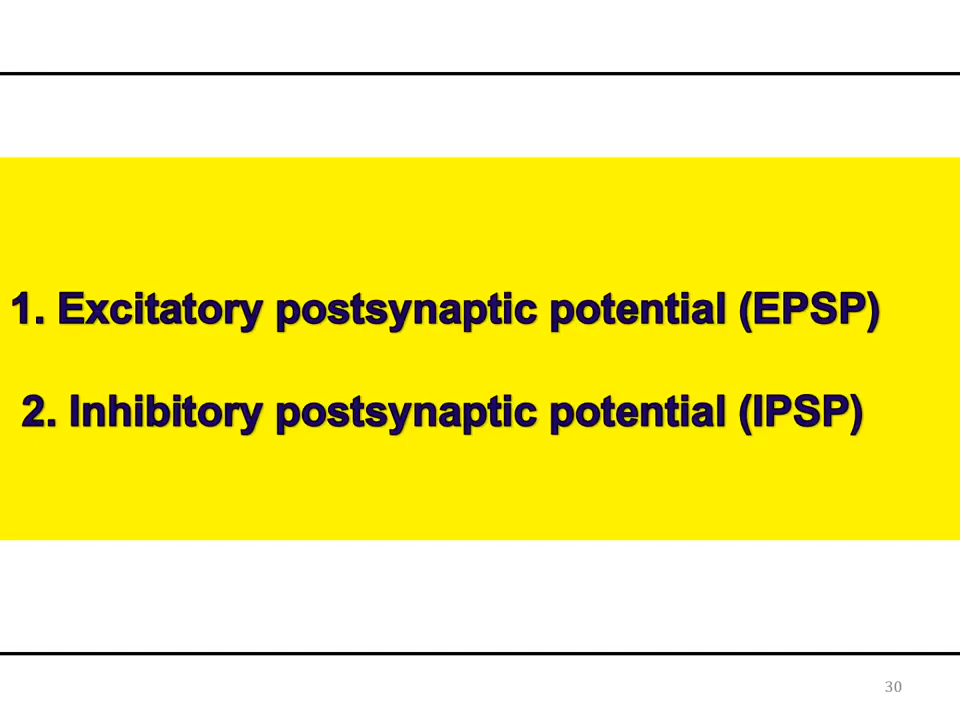 1. Excitatory postsynaptic potential (EPSP)
2. Inhibitory postsynaptic potential (IPSP)
30